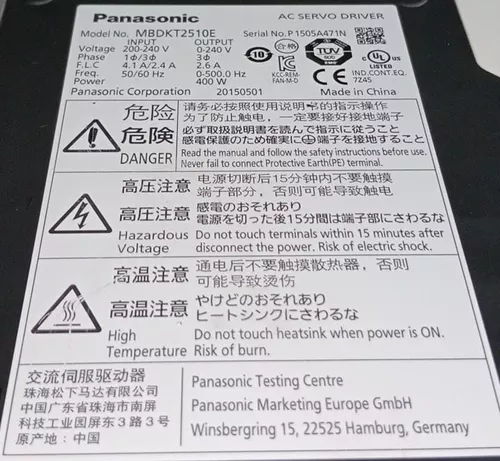 Panasonic AC SERVO DRIVER
Model No. MBDKT2510E Serial No. P1505A471N
INPUT OUTPUT
Voltage 200-240 V 0-240 V
Phase 1Φ/3Φ 3Φ
F.L.C 4.1A/2.4 A 2.6 A
Freq. 50/60 Hz 0-500.0 Hz
Power 400 W
Panasonic Corporation 20150501
10
合格
KCC-REM-
FAN-M-D
TÜV
SÜD
CE
c UL US
LISTED
IND.CONT.EQ.
7Z45
Made in China
危险 请务必按照使用说明书的指示操作
为了防止触电，一定要接好接地端子
危険 必ず取扱説明書を読んで指示に従うこと
感電保護のため確実に⏚端子を接地すること
DANGER Read the manual and follow the safety instructions before use.
Never fail to connect Protective Earth(PE) terminal.
高压注意 电源切断后15分钟内不要触摸
端子部分，否则可能导致触电
高圧注意 感電のおそれあり
電源を切った後15分間は端子部にさわるな
Hazardous Do not touch terminals within 15 minutes after
Voltage disconnect the power. Risk of electric shock.
高温注意 通电后不要触摸散热器，否则
可能导致烫伤
高温注意 やけどのおそれあり
ヒートシンクにさわるな
High Do not touch heatsink when power is ON.
Temperature Risk of burn.
交流伺服驱动器
珠海松下马达有限公司
中国广东省珠海市南屏
科技工业园屏东路3路3号
原产地：中国
Panasonic Testing Centre
Panasonic Marketing Europe GmbH
Winsbergring 15, 22525 Hamburg, Germany